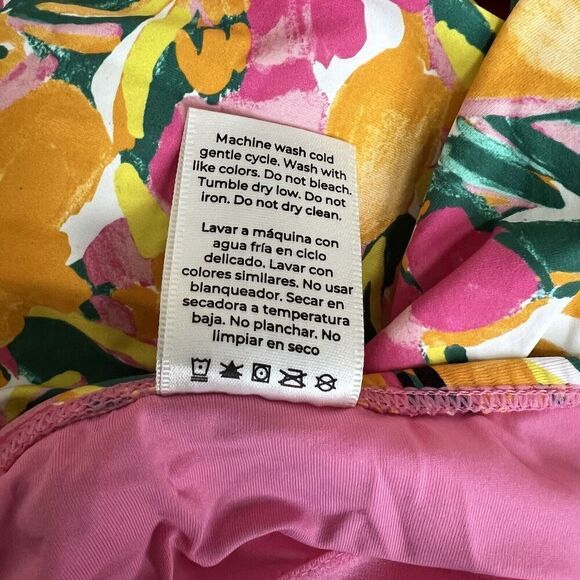 Machine wash cold
gentle cycle. Wash with
like colors. Do not bleach.
Tumble dry low. Do not
iron. Do not dry clean.
Lavar a máquina con
agua fría en ciclo
delicado. Lavar con
colores similares. No usar
blanqueador. Secar en
secadora a temperatura
baja. No planchar. No
limpiar en seco